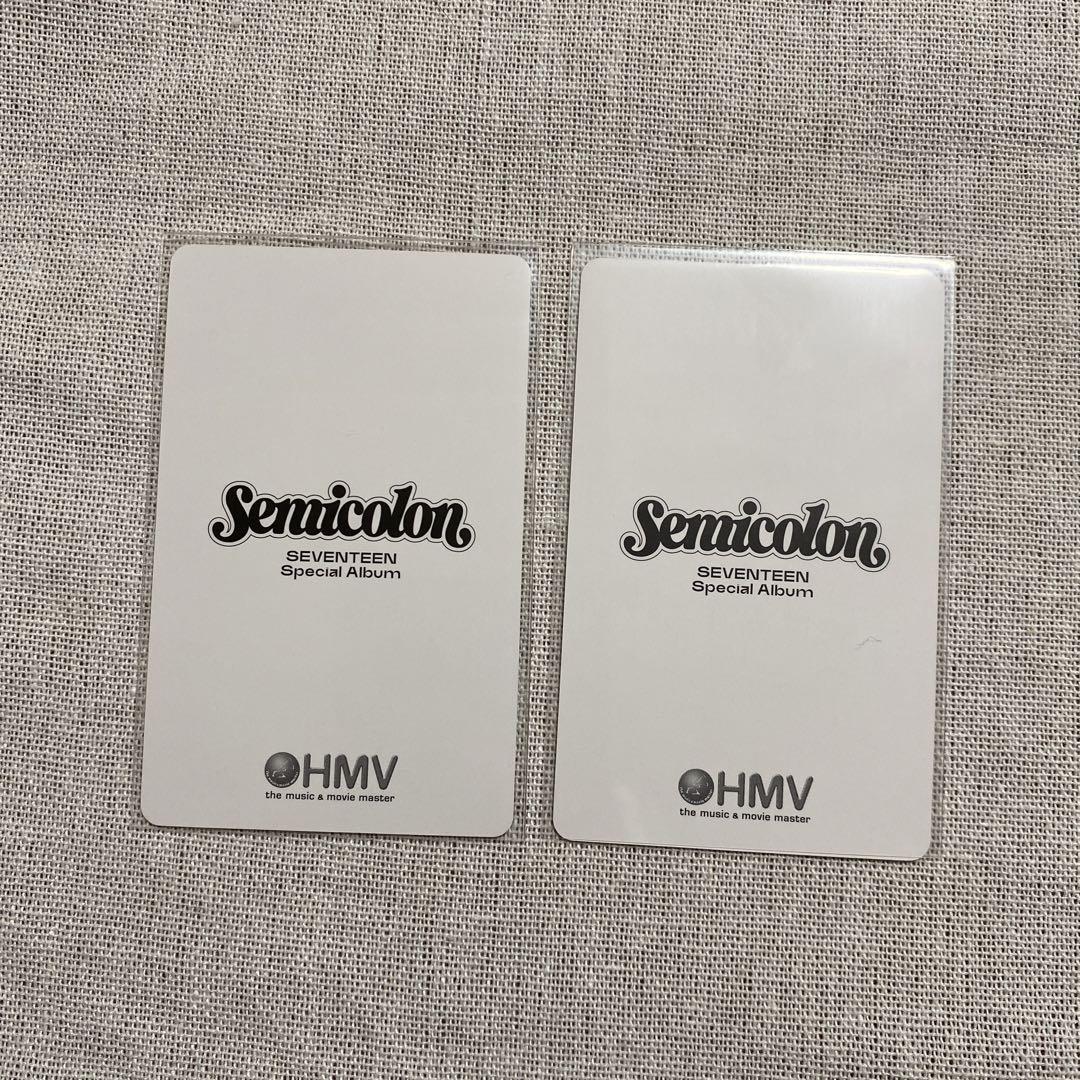 Semicolon
SEVENTEEN
Special Album
HMV
the music & movie master
Semicolon
SEVENTEEN
Special Album
HMV
the music & movie master